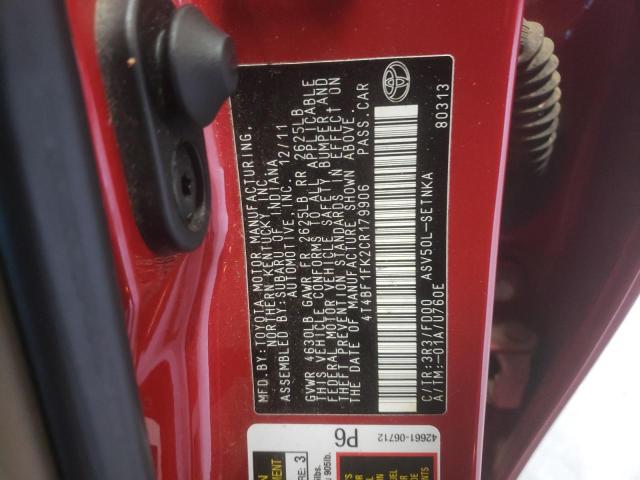 MFD. BY: TOYOTA MOTOR MANUFACTURING,
NORTHERN KENTUCKY, INC.
ASSEMBLED BY: SUBARU OF INDIANA
AUTOMOTIVE, INC. 12/11
GVWR 4630LB GAWR FR 2625LB RR 2625LB
THIS VEHICLE CONFORMS TO ALL APPLICABLE
FEDERAL MOTOR VEHICLE SAFETY, BUMPER AND
THEFT PREVENTION STANDARDS IN EFFECT ON
THE DATE OF MANUFACTURE SHOWN ABOVE.
4T4BF1FK2CR179906 PASS. CAR
C/TR:3R3/FD00 ASV50L-SETNKA
A/TM:-01A/U760E 80313
P6
42661-06712
3
905lb.